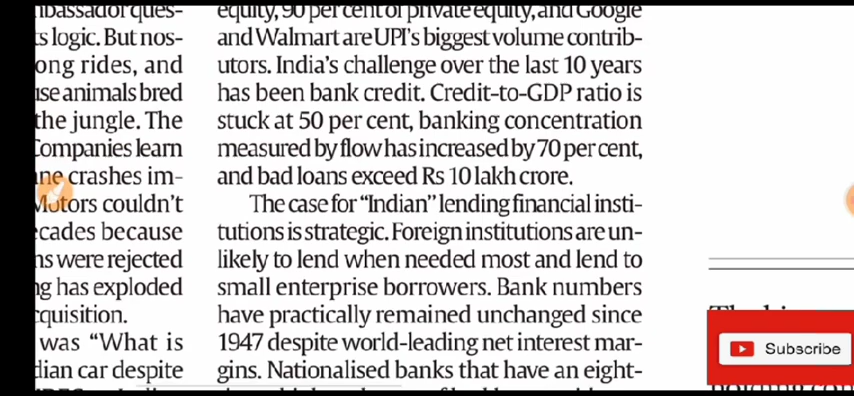 ts logic. But nos-
ong rides, and
use animals bred
the jungle. The
Companies learn
ne crashes im-
Motors couldn't
ecades because
ns were rejected
ng has exploded
cquisition.
was “What is
dian car despite
equity, 90 per cent of private equity, and Google
and Walmart are UPI's biggest volume contrib-
utors. India's challenge over the last 10 years
has been bank credit. Credit-to-GDP ratio is
stuck at 50 per cent, banking concentration
measured by flow has increased by 70 per cent,
and bad loans exceed Rs 10 lakh crore.
The case for “Indian” lending financial insti-
tutions is strategic. Foreign institutions are un-
likely to lend when needed most and lend to
small enterprise borrowers. Bank numbers
have practically remained unchanged since
1947 despite world-leading net interest mar-
gins. Nationalised banks that have an eight-
Subscribe